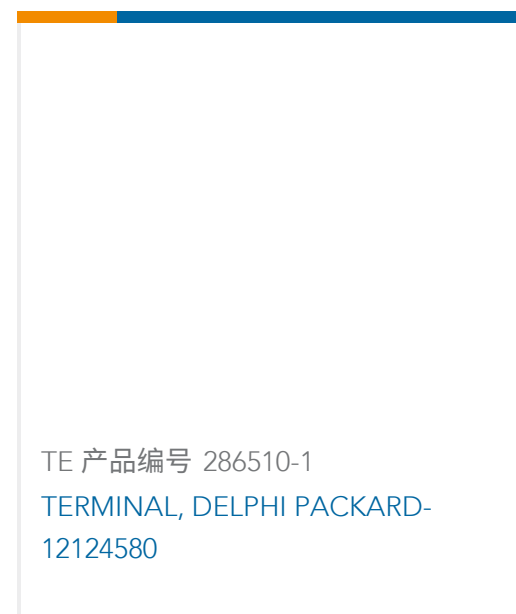 TE 产品编号 286510-1
TERMINAL, DELPHI PACKARD-
12124580